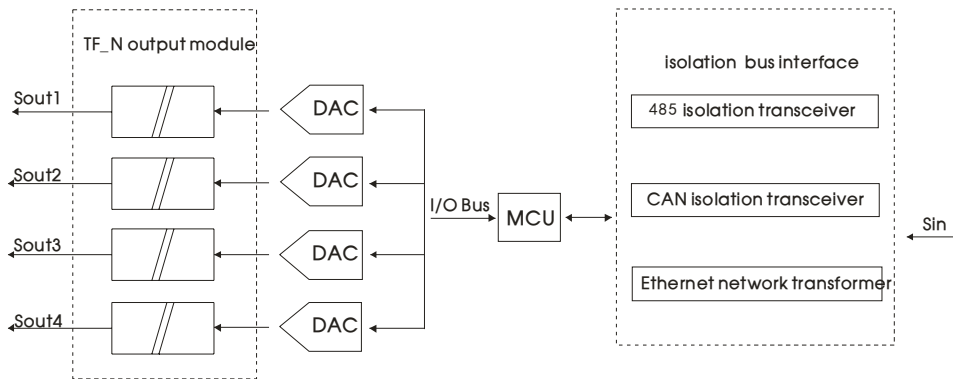 TF_N output module
Sout1
DAC
Sout2
DAC
Sout3
DAC
Sout4
DAC
I/O Bus
MCU
isolation bus interface
485 isolation transceiver
CAN isolation transceiver
Ethernet network transformer
Sin